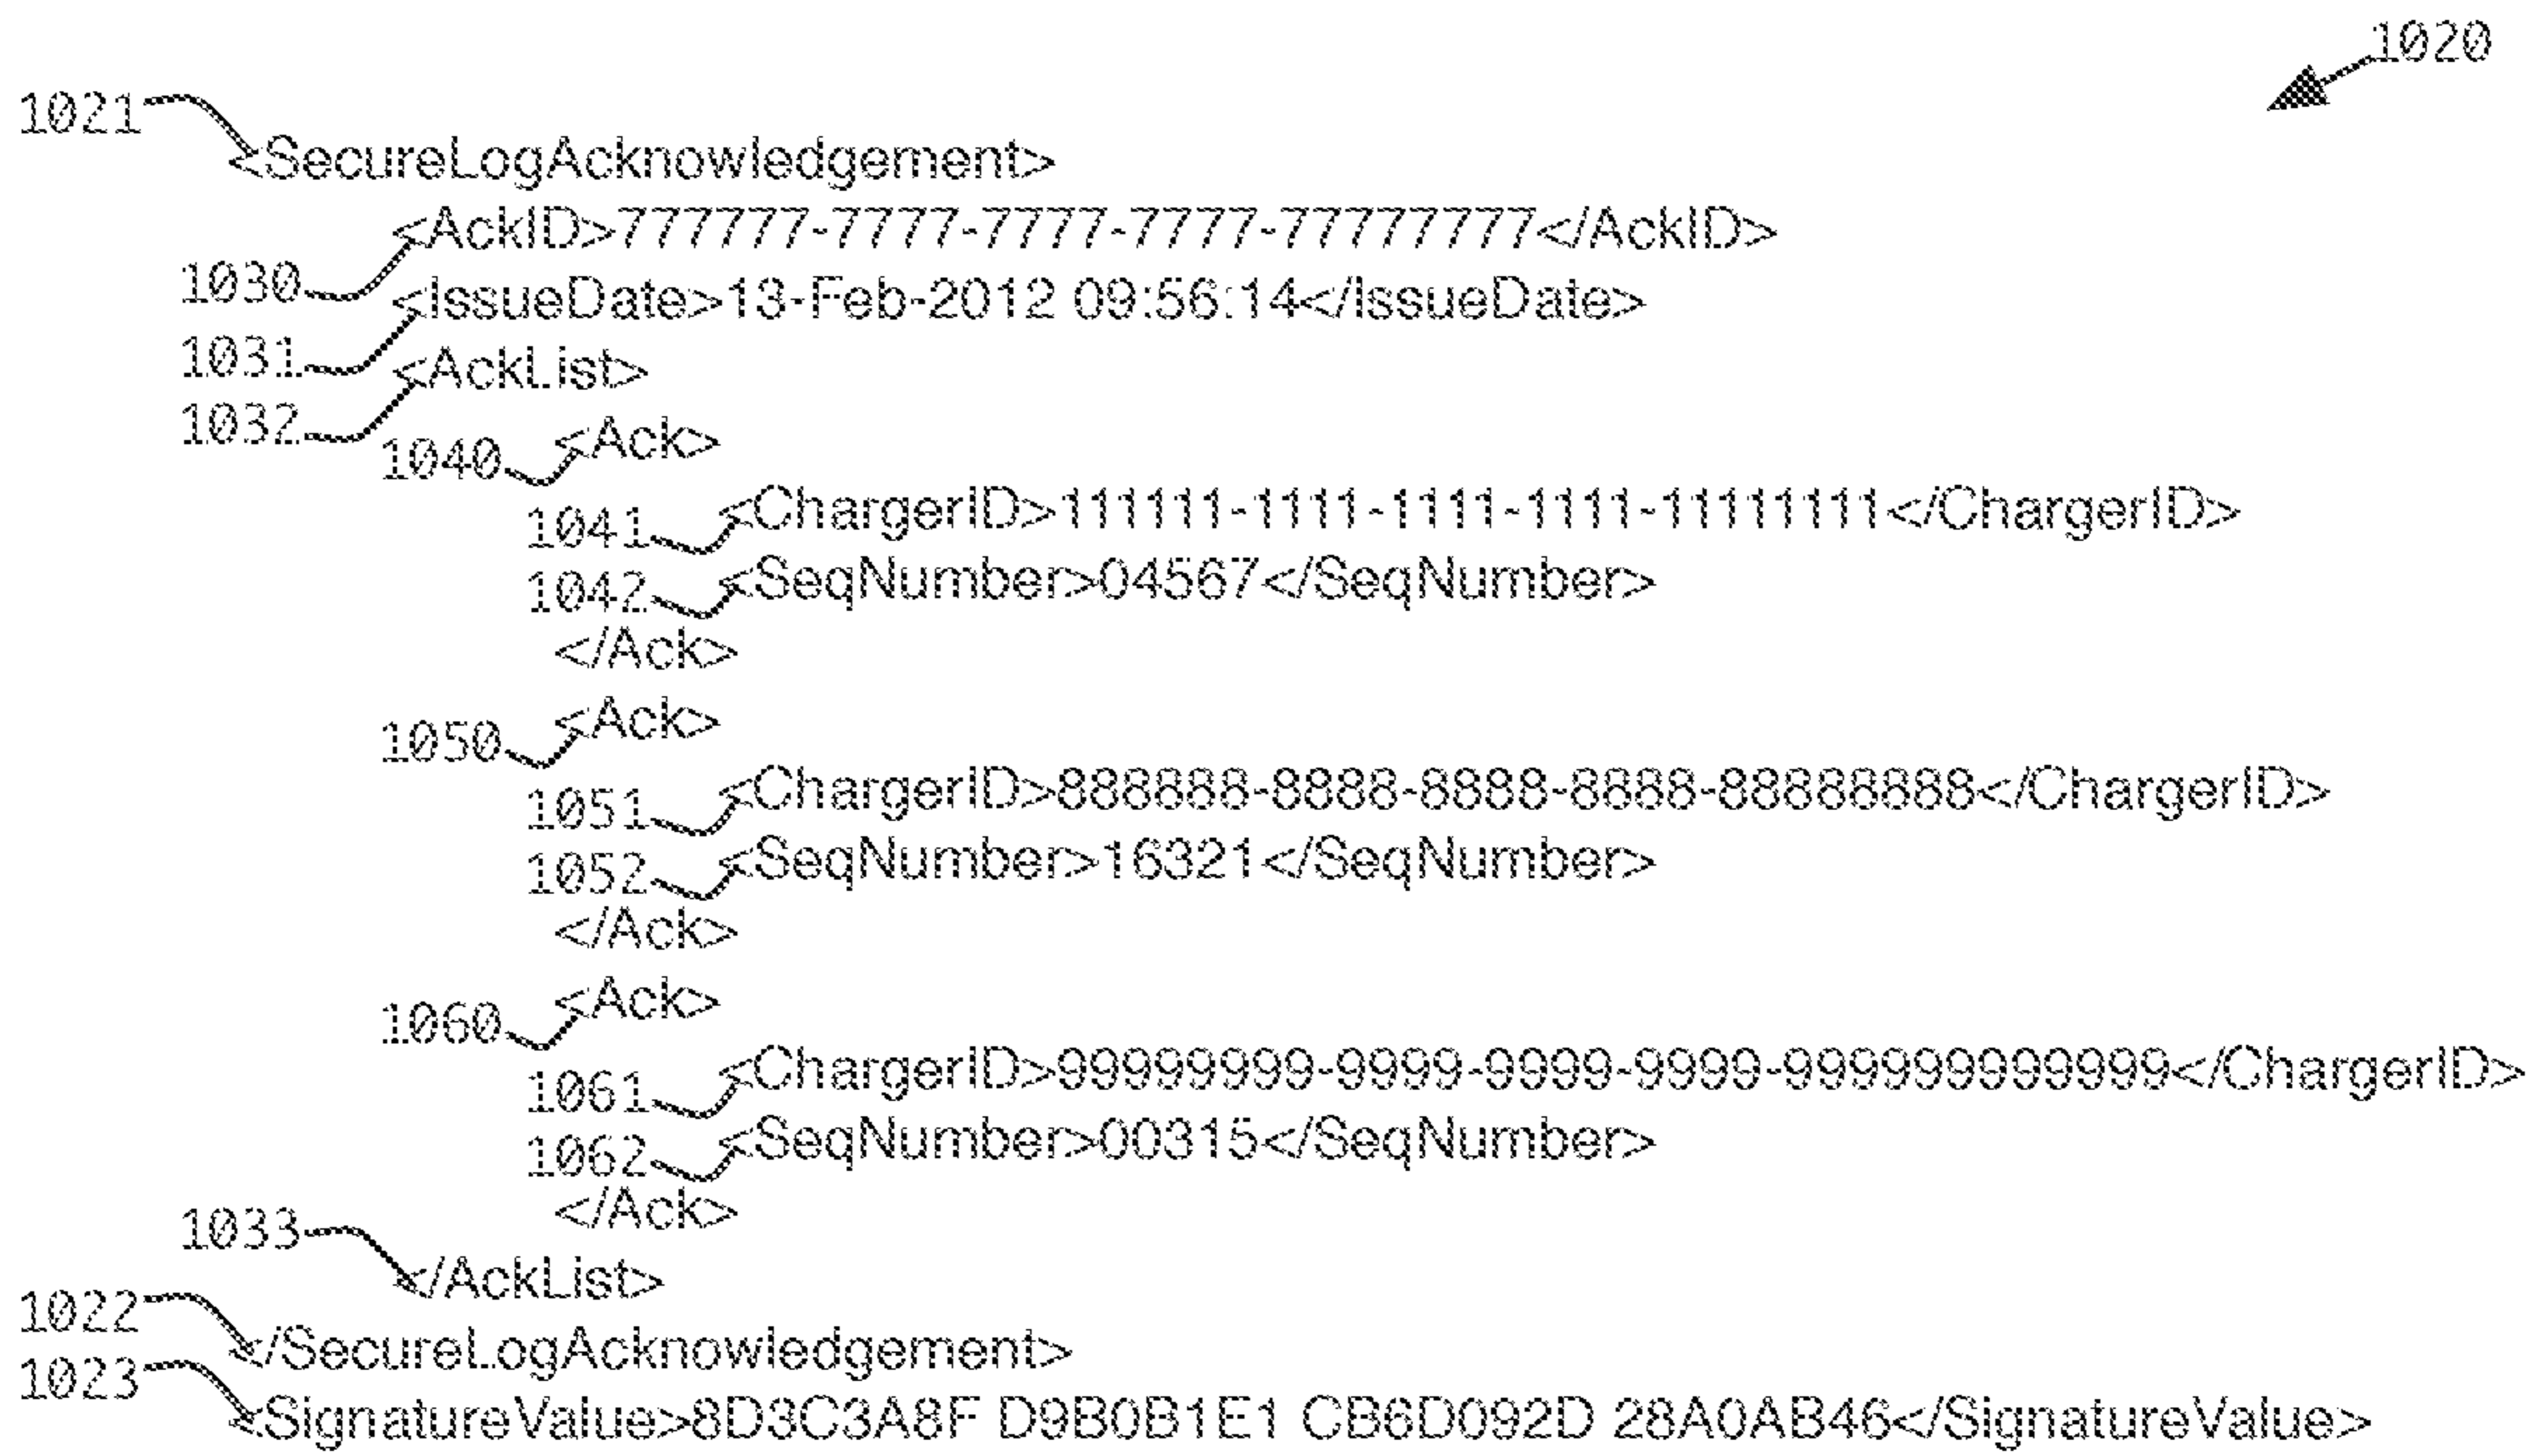 1020
1021
<SecureLogAcknowledgement>
<AckID>777777-7777-7777-7777-77777777</AckID>
1030
<IssueDate>13-Feb-2012 09:56:14</IssueDate>
1031
<AckList>
1032
<Ack>
1040
<ChargerID>111111-1111-1111-1111-11111111</ChargerID>
1041
<SeqNumber>04567</SeqNumber>
1042
</Ack>
<Ack>
1050
<ChargerID>888888-8888-8888-8888-88888888</ChargerID>
1051
<SeqNumber>16321</SeqNumber>
1052
</Ack>
<Ack>
1060
<ChargerID>99999999-9999-9999-9999-999999999999</ChargerID>
1061
<SeqNumber>00315</SeqNumber>
1062
</Ack>
1033
</AckList>
1022
</SecureLogAcknowledgement>
1023
<SignatureValue>8D3C3A8F D9B0B1E1 CB6D092D 28A0AB46</SignatureValue>